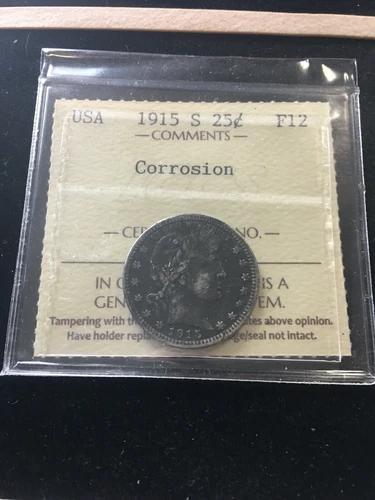 USA 1915 S 25¢ F12
— COMMENTS —
Corrosion
— CE NO. —
IN IS A
GEN EM.
Tampering with th ates above opinion.
Have holder repla ge/seal not intact.
1915